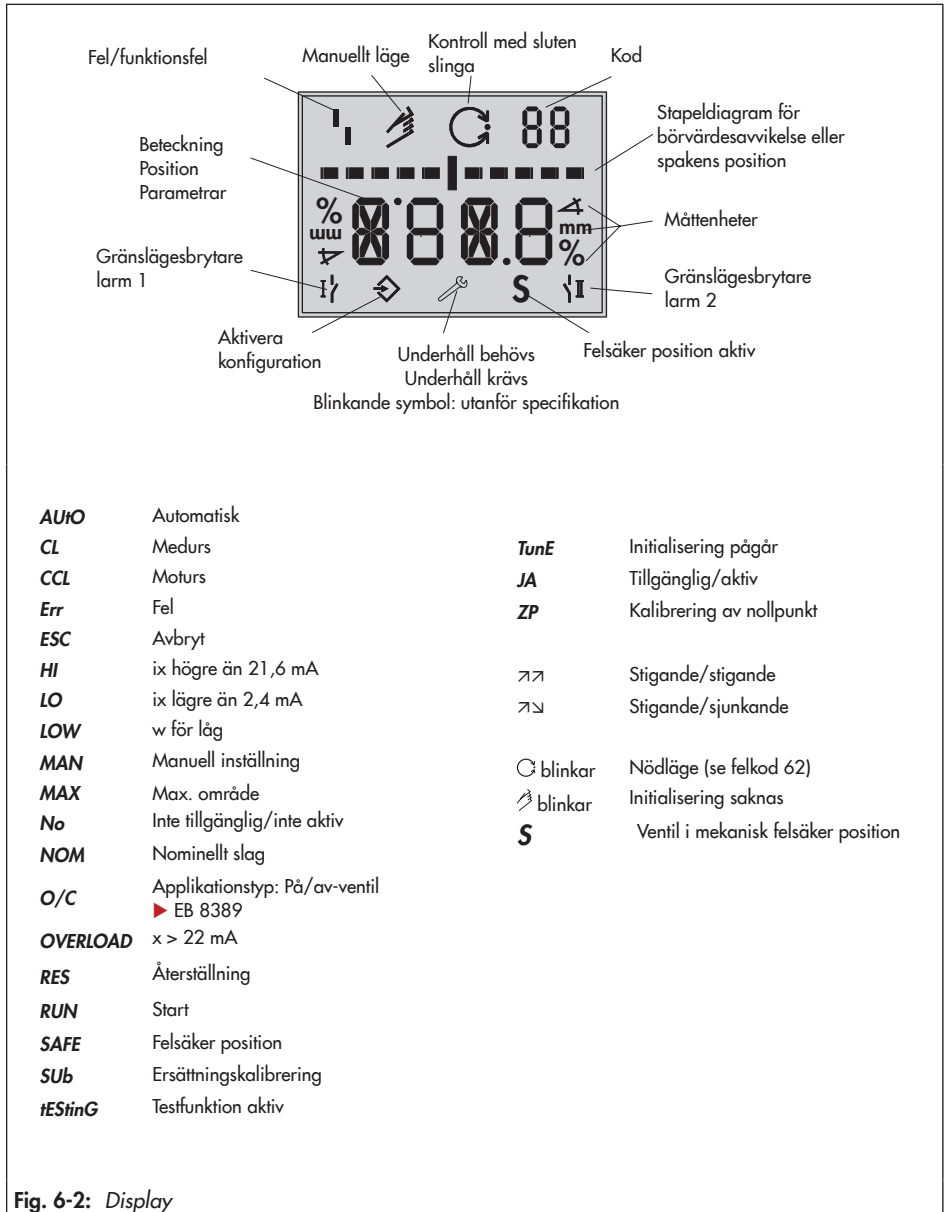 Fel/funktionsfel
Manuellt läge
Kontroll med sluten
slinga
Kod
88
Stapeldiagram för
börvärdesavvikelse eller
spakens position
Beteckning
Position
Parametrar
%
mm
8.8.8.8
mm
%
Måttenheter
Gränslägesbrytare
larm 1
I
S
II
Gränslägesbrytare
larm 2
Aktivera
konfiguration
Underhåll behövs
Underhåll krävs
Blinkande symbol: utanför specifikation
Felsäker position aktiv
AUtO Automatisk
CL Medurs
CCL Moturs
Err Fel
ESC Avbryt
HI ix högre än 21,6 mA
LO ix lägre än 2,4 mA
LOW w för låg
MAN Manuell inställning
MAX Max. område
No Inte tillgänglig/inte aktiv
NOM Nominellt slag
O/C Applikationstyp: På/av-ventil
▶ EB 8389
OVERLOAD x > 22 mA
RES Återställning
RUN Start
SAFE Felsäker position
SUb Ersättningskalibrering
tEStinG Testfunktion aktiv
TunE Initialisering pågår
JA Tillgänglig/aktiv
ZP Kalibrering av nollpunkt
↗↗ Stigande/stigande
↗↘ Stigande/sjunkande
blinkar Nödläge (se felkod 62)
blinkar Initialisering saknas
S Ventil i mekanisk felsäker position
Fig. 6-2: Display